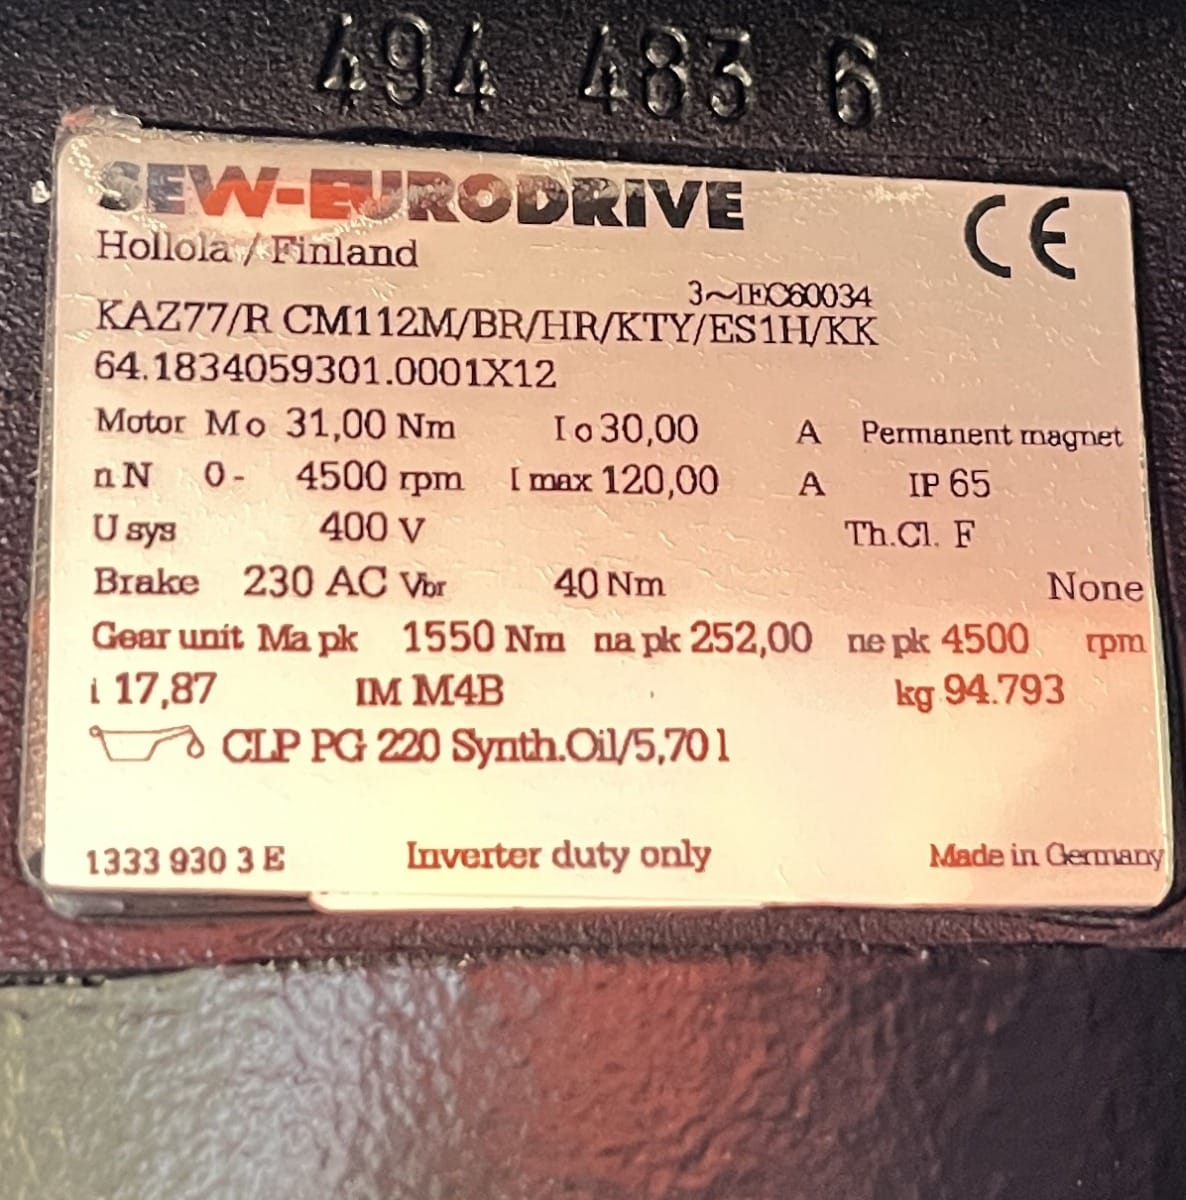 494 483 6
SEW-EURODRIVE
CE
Hollola / Finland
3~IEC60034
KAZ77/R CM112M/BR/HR/KTY/ES1H/KK
64.1834059301.0001X12
Motor Mo 31,00 Nm Io 30,00 A Permanent magnet
nN 0- 4500 rpm I max 120,00 A IP 65
U sys 400 V Th.Cl. F
Brake 230 AC Vbr 40 Nm None
Gear unit Ma pk 1550 Nm na pk 252,00 ne pk 4500 rpm
i 17,87 IM M4B kg 94.793
CLP PG 220 Synth.Oil/5,70 l
1333 930 3 E Inverter duty only Made in Germany